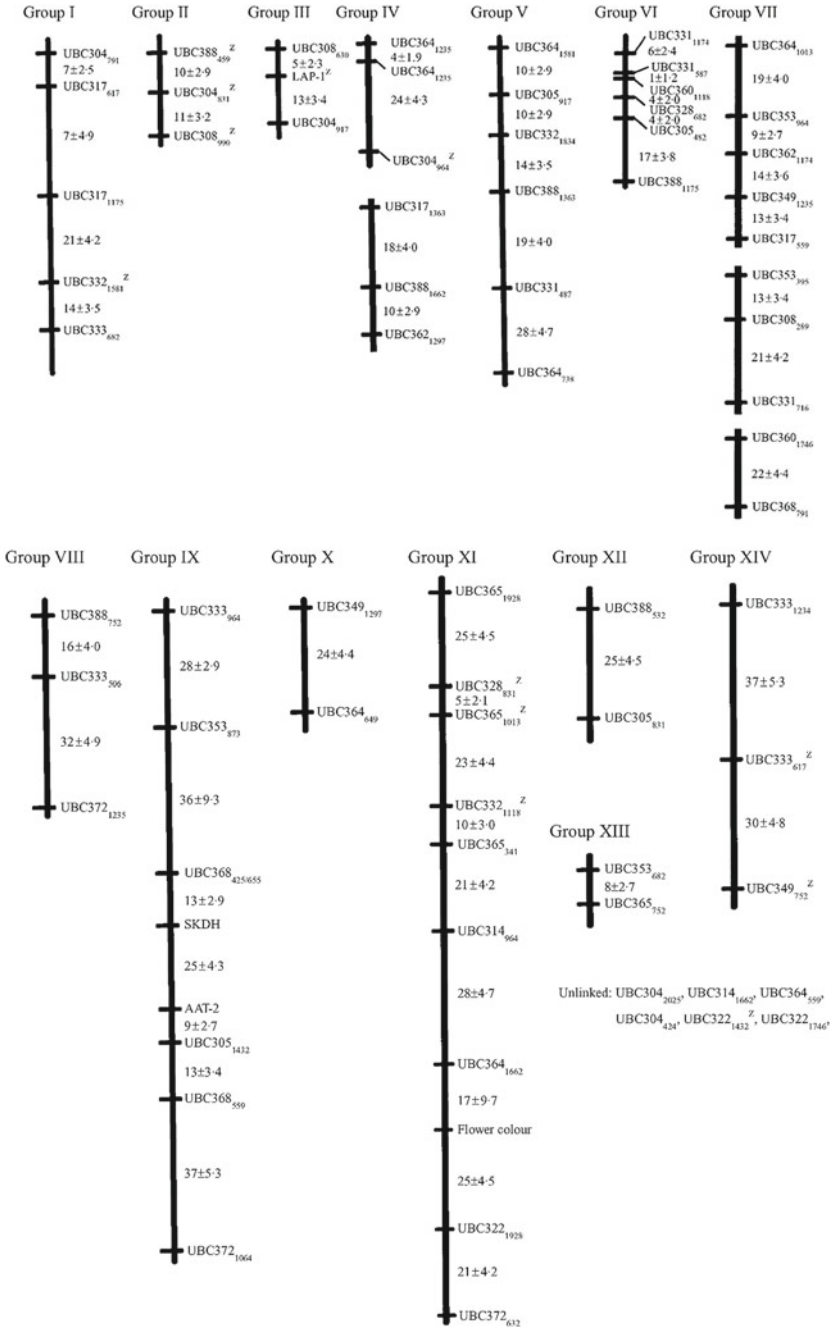 Group I
UBC304791
7±2·5
UBC317617
7±4·9
UBC3171175
21±4·2
UBC3321581Z
14±3·5
UBC333682
Group II
UBC388459Z
10±2·9
UBC304831Z
11±3·2
UBC308990Z
Group III
UBC308630
5±2·3
LAP-1Z
13±3·4
UBC304917
Group IV
UBC3641235
4±1.9
UBC3641235
24±4·3
UBC304964Z
UBC3171363
18±4·0
UBC3881662
10±2·9
UBC3621297
Group V
UBC3641581
10±2·9
UBC305917
10±2·9
UBC3321834
14±3·5
UBC3881363
19±4·0
UBC331487
28±4·7
UBC364738
Group VI
UBC3311174
6±2·4
UBC331587
1±1·2
UBC3601188
4±2·0
UBC328682
4±2·0
UBC305482
17±3·8
UBC3881175
Group VII
UBC3641013
19±4·0
UBC353964
9±2·7
UBC3621174
14±3·6
UBC3491235
13±3·4
UBC317559
UBC353395
13±3·4
UBC308289
21±4·2
UBC331716
UBC3601746
22±4·4
UBC368791
Group VIII
UBC388752
16±4·0
UBC333506
32±4·9
UBC3721235
Group IX
UBC333964
28±2·9
UBC353873
36±9·3
UBC368425/655
13±2·9
SKDH
25±4·3
AAT-2
9±2·7
UBC3051432
13±3·4
UBC368559
37±5·3
UBC3721064
Group X
UBC3491297
24±4·4
UBC364649
Group XI
UBC3651928
25±4·5
UBC328831Z
5±2·1
UBC3651013Z
23±4·4
UBC3321118Z
10±3·0
UBC365341
21±4·2
UBC314964
28±4·7
UBC3641662
17±9·7
Flower colour
25±4·5
UBC3221928
21±4·2
UBC372632
Group XII
UBC388532
25±4·5
UBC305831
Group XIII
UBC353682
8±2·7
UBC365752
Group XIV
UBC3331234
37±5·3
UBC333617Z
30±4·8
UBC349752Z
Unlinked: UBC3042025, UBC3141662, UBC364559,
UBC304424, UBC3221432Z, UBC3221746,